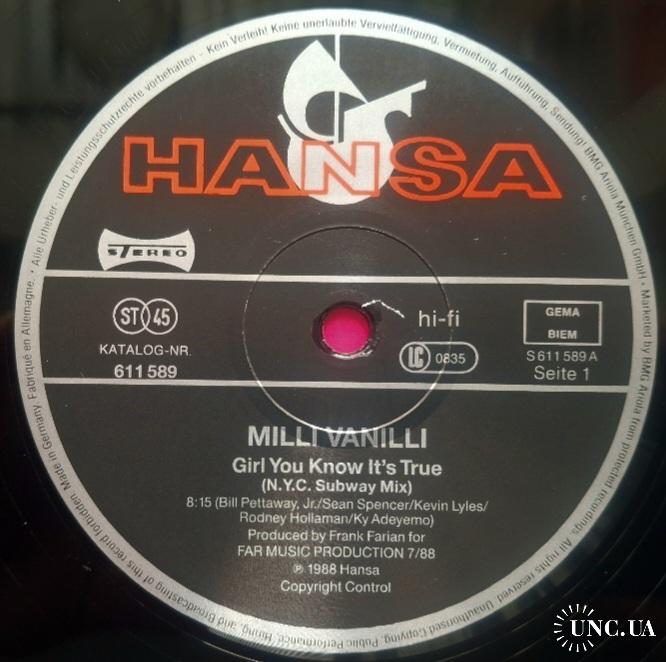 Alle Urheber- und Leistungsschutzrechte vorbehalten - Kein Verleih! Keine unerlaubte Vervielfältigung, Vermietung, Aufführung, Sendung! BMG Ariola München GmbH • Marketed by BMG Ariola from protected recordings. All rights reserved. Unauthorised Copying, Public Performance, Hiring, and Broadcasting of this record forbidden. Made in Germany. Fabriqué en Allemagne. •
HANSA
STEREO
ST 45
KATALOG-NR.
611 589
hi-fi
LC 0835
GEMA
BIEM
S 611 589 A
Seite 1
MILLI VANILLI
Girl You Know It's True
(N.Y.C. Subway Mix)
8:15 (Bill Pettaway, Jr./Sean Spencer/Kevin Lyles/
Rodney Hollaman/Ky Adeyemo)
Produced by Frank Farian for
FAR MUSIC PRODUCTION 7/88
℗ 1988 Hansa
Copyright Control
UNC.UA